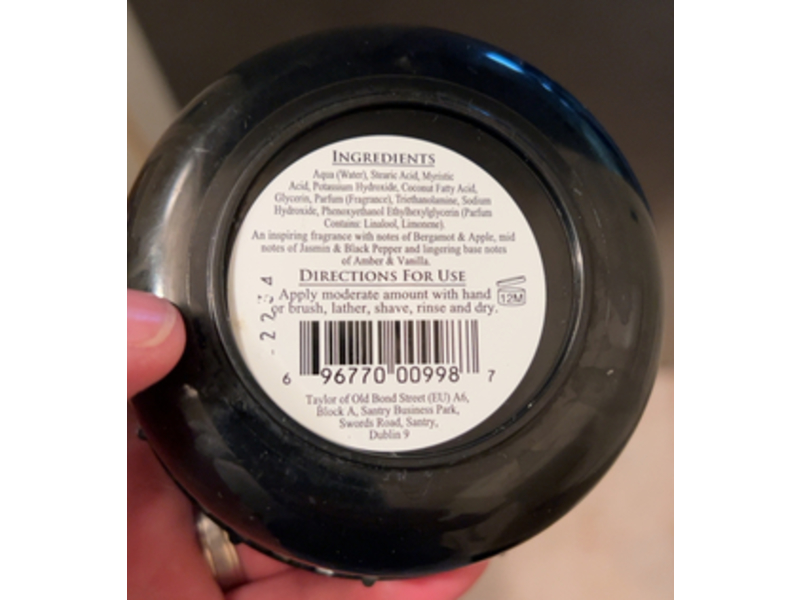 INGREDIENTS
Aqua (Water), Stearic Acid, Myristic
Acid, Potassium Hydroxide, Coconut Fatty Acid,
Glycerin, Parfum (Fragrance), Triethanolamine, Sodium
Hydroxide, Phenoxyethanol Ethylhexylglycerin (Parfum
Contains: Linalool, Limonene).
An inspiring fragrance with notes of Bergamot & Apple, mid
notes of Jasmin & Black Pepper and lingering base notes
of Amber & Vanilla.
DIRECTIONS FOR USE
Apply moderate amount with hand
or brush, lather, shave, rinse and dry.
12M
6 96770 00998 7
Taylor of Old Bond Street (EU) A6,
Block A, Santry Business Park,
Swords Road, Santry,
Dublin 9